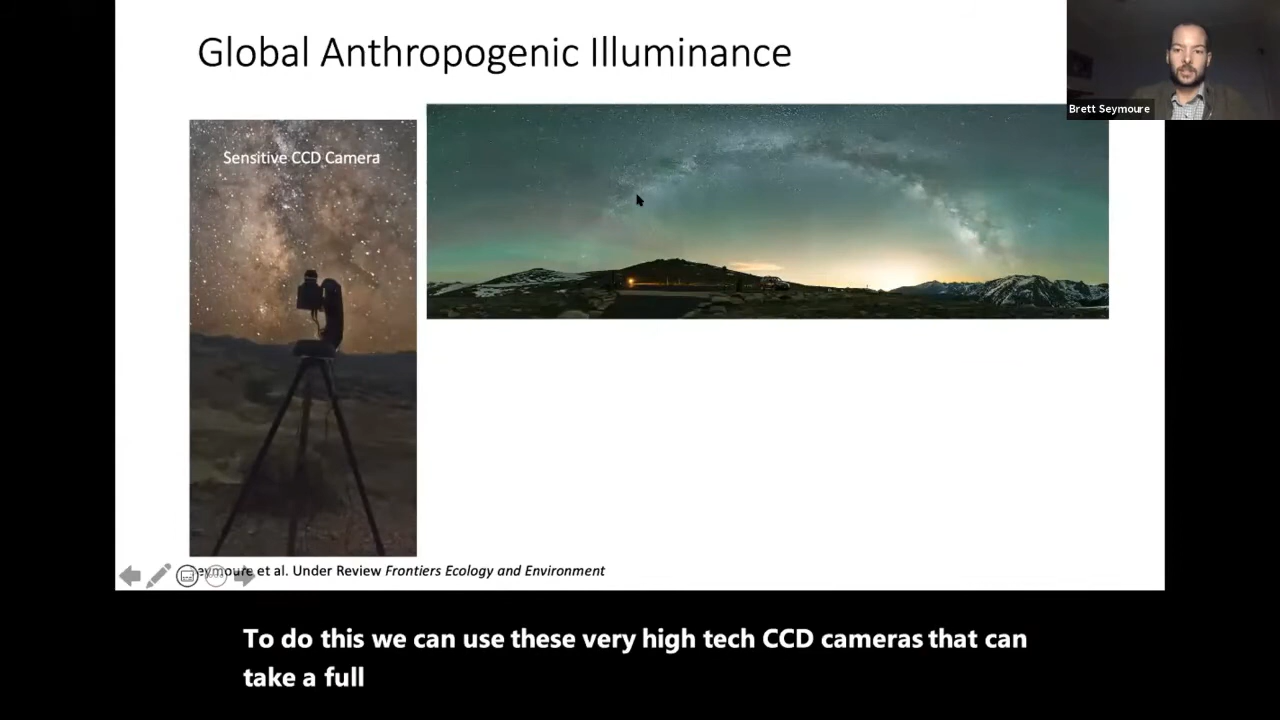 Global Anthropogenic Illuminance
Brett Seymoure
Sensitive CCD Camera
eymoure et al. Under Review Frontiers Ecology and Environment
To do this we can use these very high tech CCD cameras that can
take a full